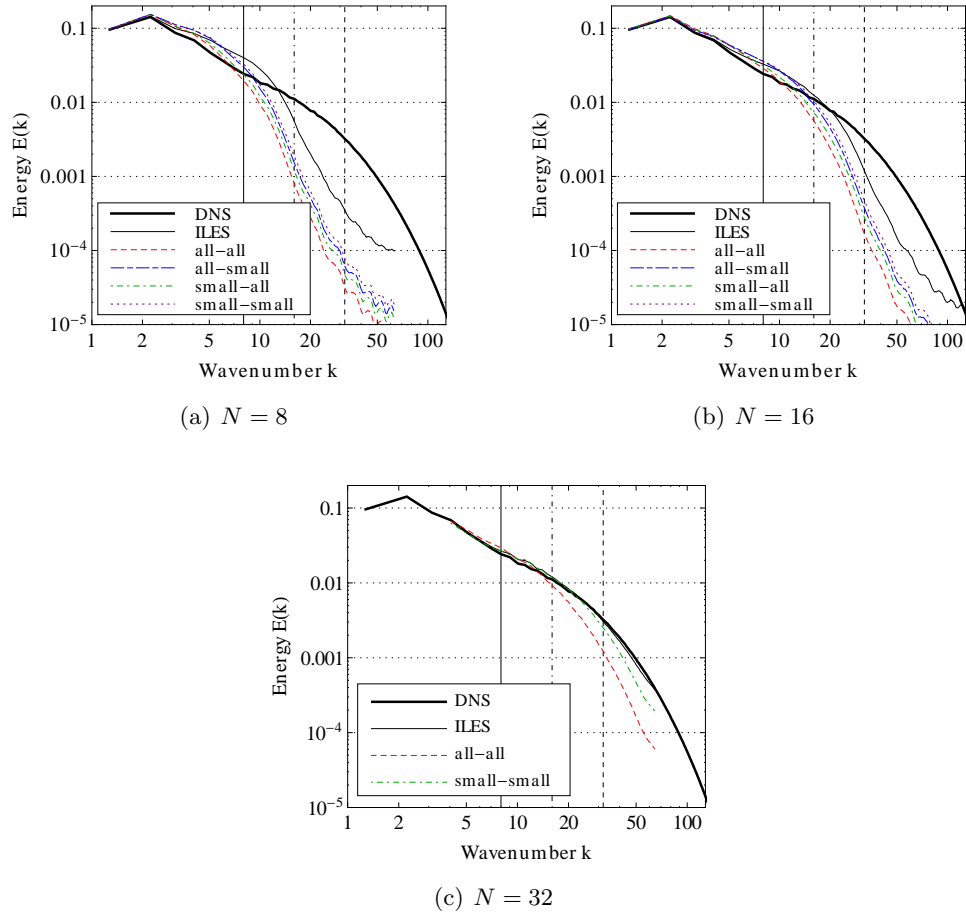 0.1
0.01
0.001
10⁻⁴
10⁻⁵
Energy E(k)
DNS
ILES
all−all
all−small
small−all
small−small
1 2 5 10 20 50 100
Wavenumber k
(a) N = 8
0.1
0.01
0.001
10⁻⁴
10⁻⁵
Energy E(k)
DNS
ILES
all−all
all−small
small−all
small−small
1 2 5 10 20 50 100
Wavenumber k
(b) N = 16
0.1
0.01
0.001
10⁻⁴
10⁻⁵
Energy E(k)
DNS
ILES
all−all
small−small
1 2 5 10 20 50 100
Wavenumber k
(c) N = 32